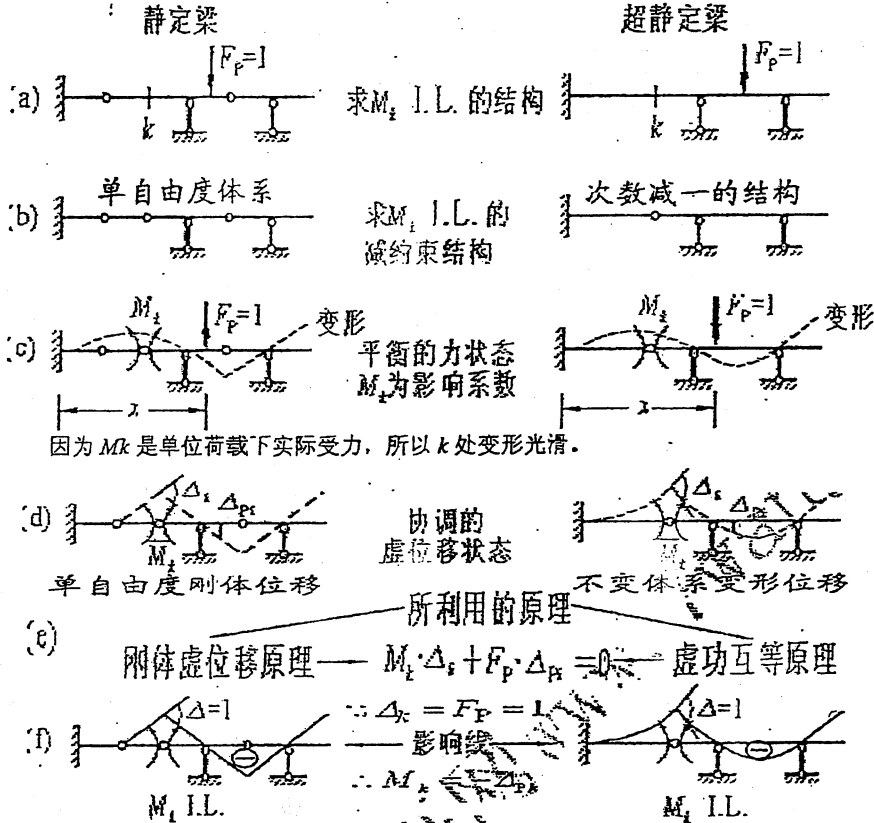 静定梁 超静定梁
(a) F_P=1 k 求M_k I.L. 的结构 F_P=1 k
(b) 单自由度体系 求M_k I.L. 的 次数减一的结构
减约束结构
(c) M_k F_P=1 变形 平衡的力状态 M_k F_P=1 变形
M_k为影响系数
x x
因为 Mk 是单位荷载下实际受力，所以 k 处变形光滑。
(d) Δ_k Δ_Pk 协调的 Δ_k
M_k 虚位移状态 M_k
单自由度刚体位移 不变体系变形位移
(e) 所利用的原理
刚体虚位移原理 M_k·Δ_k+F_P·Δ_Pk=0 虚功互等原理
(f) Δ=1 ∵ Δ_k = F_P = 1 Δ=1
影响线
M_k I.L. ∴ M_k = -Δ_Pk M_k I.L.